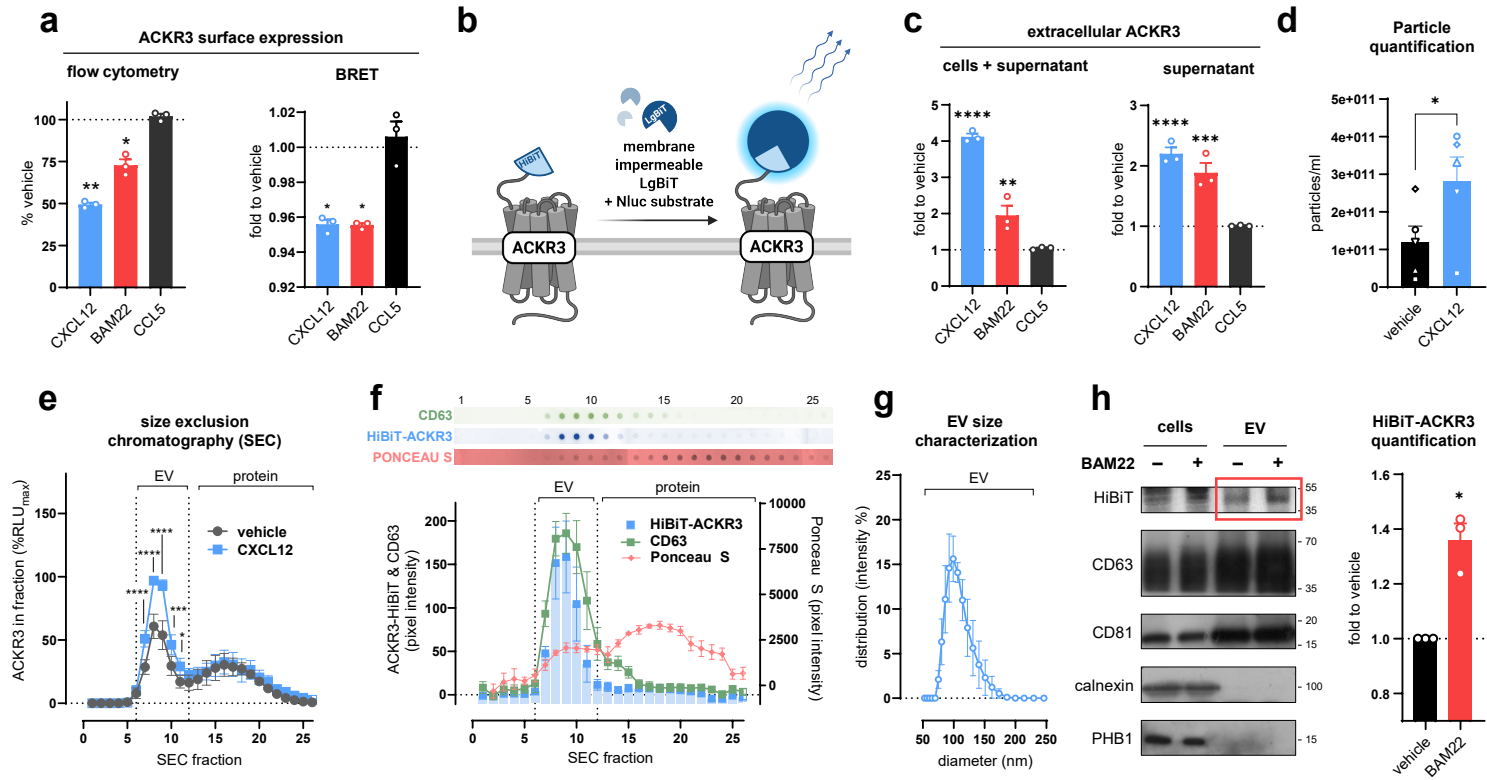 a
ACKR3 surface expression
flow cytometry
BRET
% vehicle
100
75
50
25
0
**
*
CXCL12
BAM22
CCL5
fold to vehicle
1.02
1.00
0.98
0.96
0.94
0.92
*
*
CXCL12
BAM22
CCL5
b
HiBiT
LgBiT
membrane
impermeable
LgBiT
+ Nluc substrate
ACKR3
ACKR3
c
extracellular ACKR3
cells + supernatant
supernatant
fold to vehicle
5
4
3
2
1
0
****
**
CXCL12
BAM22
CCL5
fold to vehicle
3
2
1
0
****
***
CXCL12
BAM22
CCL5
d
Particle
quantification
particles/ml
5e+011
4e+011
3e+011
2e+011
1e+011
0
*
vehicle
CXCL12
e
size exclusion
chromatography (SEC)
EV
protein
ACKR3 in fraction (%RLUmax)
150
100
50
0
****
****
****
***
*
vehicle
CXCL12
0 5 10 15 20 25
SEC fraction
f
1 5 10 15 20 25
CD63
HiBiT-ACKR3
PONCEAU S
EV
protein
ACKR3-HiBiT & CD63
(pixel intensity)
200
150
100
50
0
HiBiT-ACKR3
CD63
Ponceau S
10000
7500
5000
2500
0
Ponceau S (pixel intensity)
0 5 10 15 20 25
SEC fraction
g
EV size
characterization
EV
distribution (intensity %)
25
20
15
10
5
0
50 100 150 200 250
diameter (nm)
h
cells
EV
BAM22 – + – +
HiBiT
55
35
CD63
70
35
CD81
20
15
calnexin
100
PHB1
15
HiBiT-ACKR3
quantification
fold to vehicle
1.6
1.4
1.2
1.0
0.8
*
vehicle
BAM22